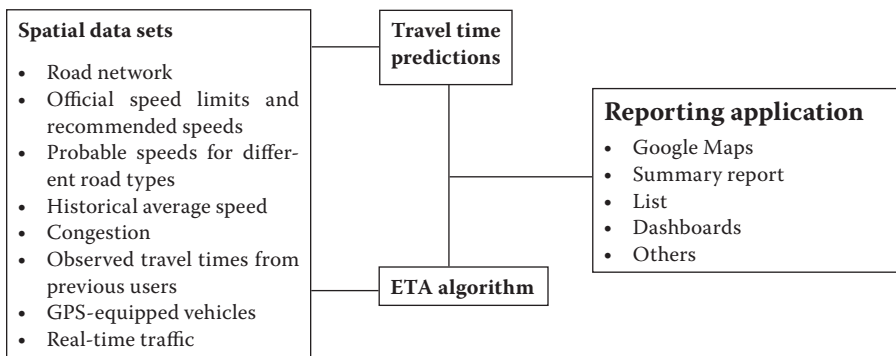 Spatial data sets
• Road network
• Official speed limits and
recommended speeds
• Probable speeds for differ-
ent road types
• Historical average speed
• Congestion
• Observed travel times from
previous users
• GPS-equipped vehicles
• Real-time traffic
Travel time
predictions
ETA algorithm
Reporting application
• Google Maps
• Summary report
• List
• Dashboards
• Others